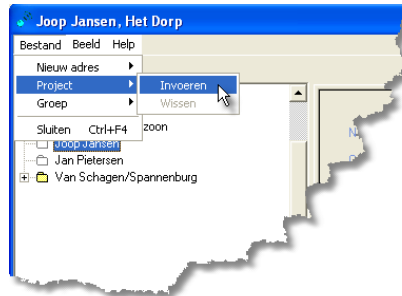 Joop Jansen, Het Dorp
Bestand Beeld Help
Nieuw adres
Project Invoeren
Groep Wissen
Sluiten Ctrl+F4 zoon
Joop Jansen
Jan Pietersen
Van Schagen/Spannenburg